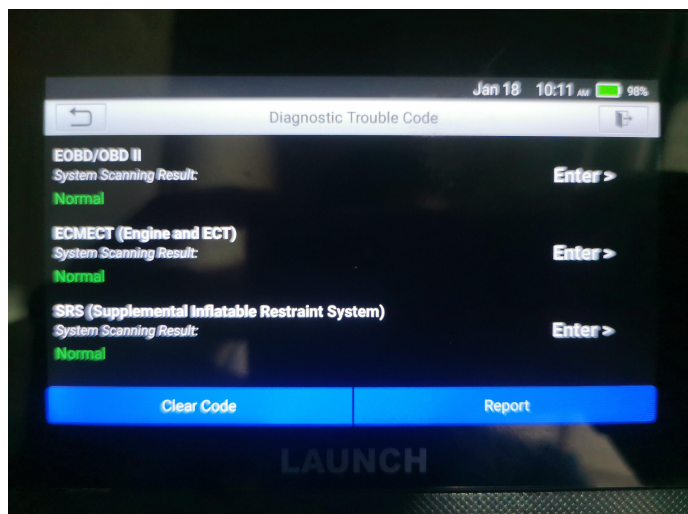 Jan 18 10:11 AM 98%
Diagnostic Trouble Code
EOBD/OBD II
System Scanning Result:
Enter >
Normal
ECMECT (Engine and ECT)
System Scanning Result:
Enter >
Normal
SRS (Supplemental Inflatable Restraint System)
System Scanning Result:
Enter >
Normal
Clear Code Report
LAUNCH